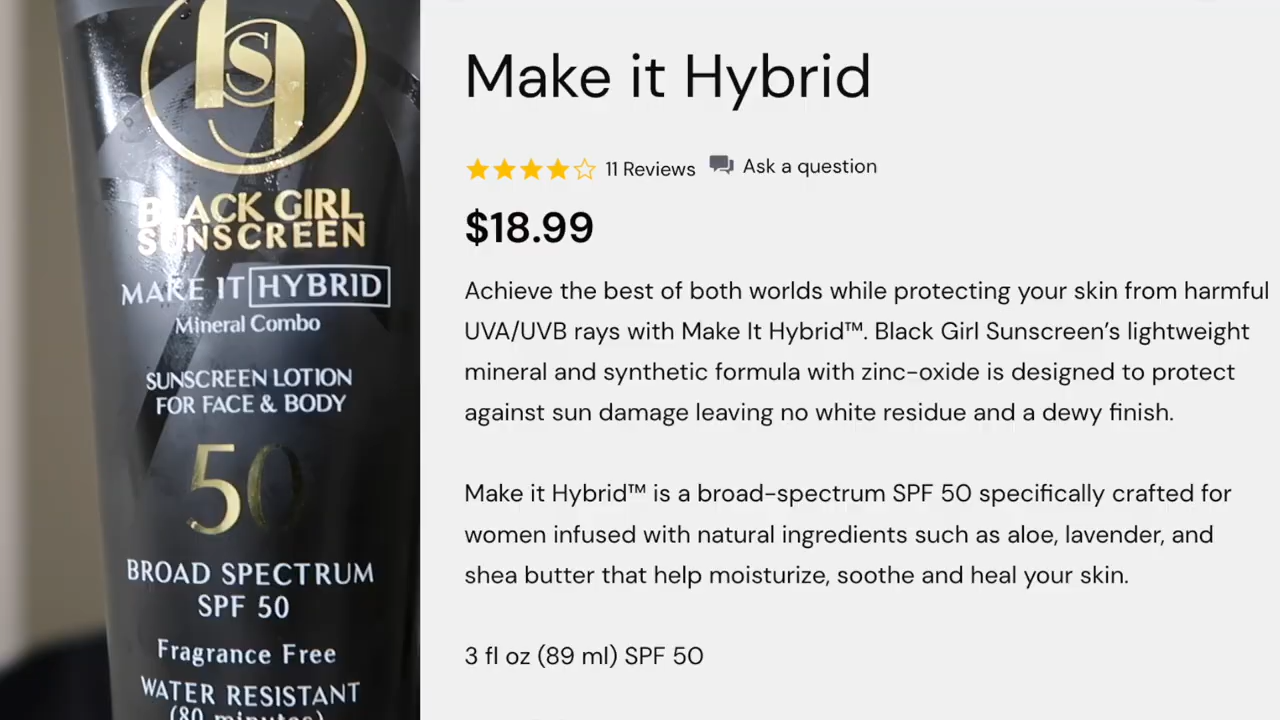 BLACK GIRL
SUNSCREEN
MAKE IT HYBRID
Mineral Combo
SUNSCREEN LOTION
FOR FACE & BODY
50
BROAD SPECTRUM
SPF 50
Fragrance Free
WATER RESISTANT
(80 minutes)
Make it Hybrid
11 Reviews Ask a question
$18.99
Achieve the best of both worlds while protecting your skin from harmful
UVA/UVB rays with Make It Hybrid™. Black Girl Sunscreen’s lightweight
mineral and synthetic formula with zinc-oxide is designed to protect
against sun damage leaving no white residue and a dewy finish.
Make it Hybrid™ is a broad-spectrum SPF 50 specifically crafted for
women infused with natural ingredients such as aloe, lavender, and
shea butter that help moisturize, soothe and heal your skin.
3 fl oz (89 ml) SPF 50